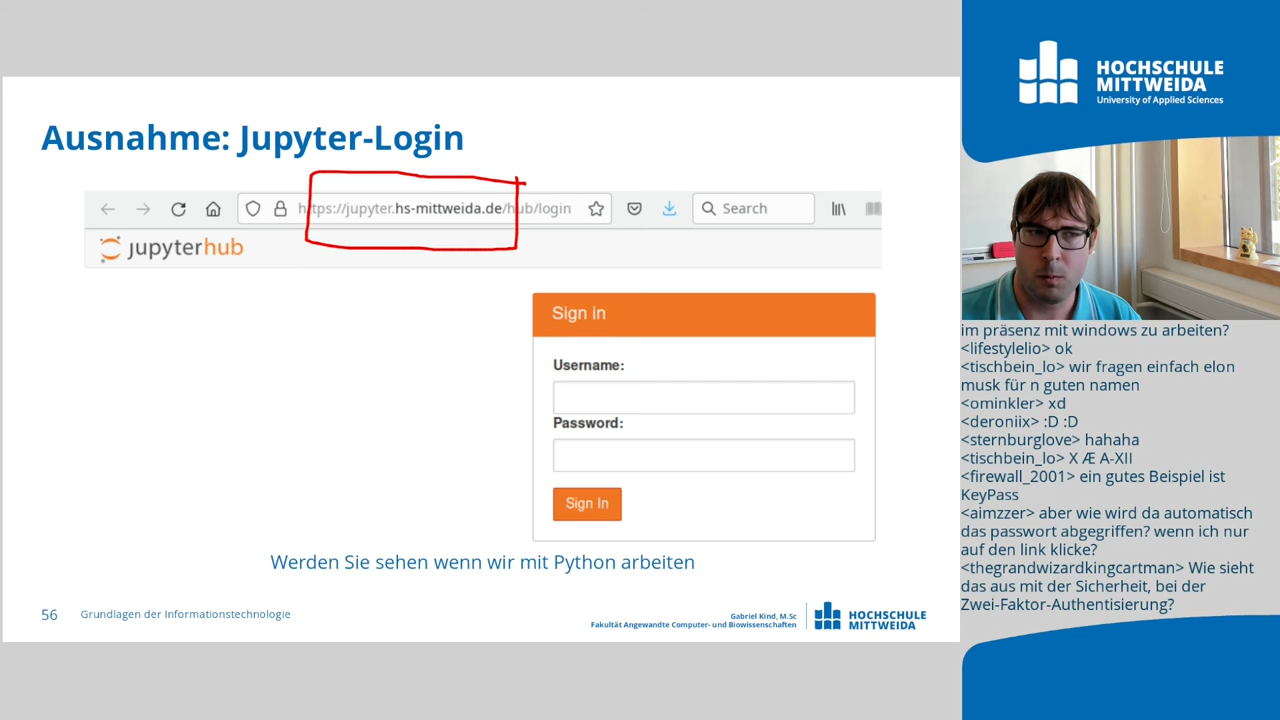 Ausnahme: Jupyter-Login
https://jupyter.hs-mittweida.de/hub/login
Search
jupyterhub
Sign in
Username:
Password:
Sign In
Werden Sie sehen wenn wir mit Python arbeiten
56
Grundlagen der Informationstechnologie
Gabriel Kind, M.Sc
Fakultät Angewandte Computer- und Biowissenschaften
HOCHSCHULE
MITTWEIDA
HOCHSCHULE
MITTWEIDA
University of Applied Sciences
im präsenz mit windows zu arbeiten?
<lifestylelio> ok
<tischbein_lo> wir fragen einfach elon
musk für n guten namen
<ominkler> xd
<deroniix> :D :D
<sternburglove> hahaha
<tischbein_lo> X Æ A-XII
<firewall_2001> ein gutes Beispiel ist
KeyPass
<aimzzer> aber wie wird da automatisch
das passwort abgegriffen? wenn ich nur
auf den link klicke?
<thegrandwizardkingcartman> Wie sieht
das aus mit der Sicherheit, bei der
Zwei-Faktor-Authentisierung?